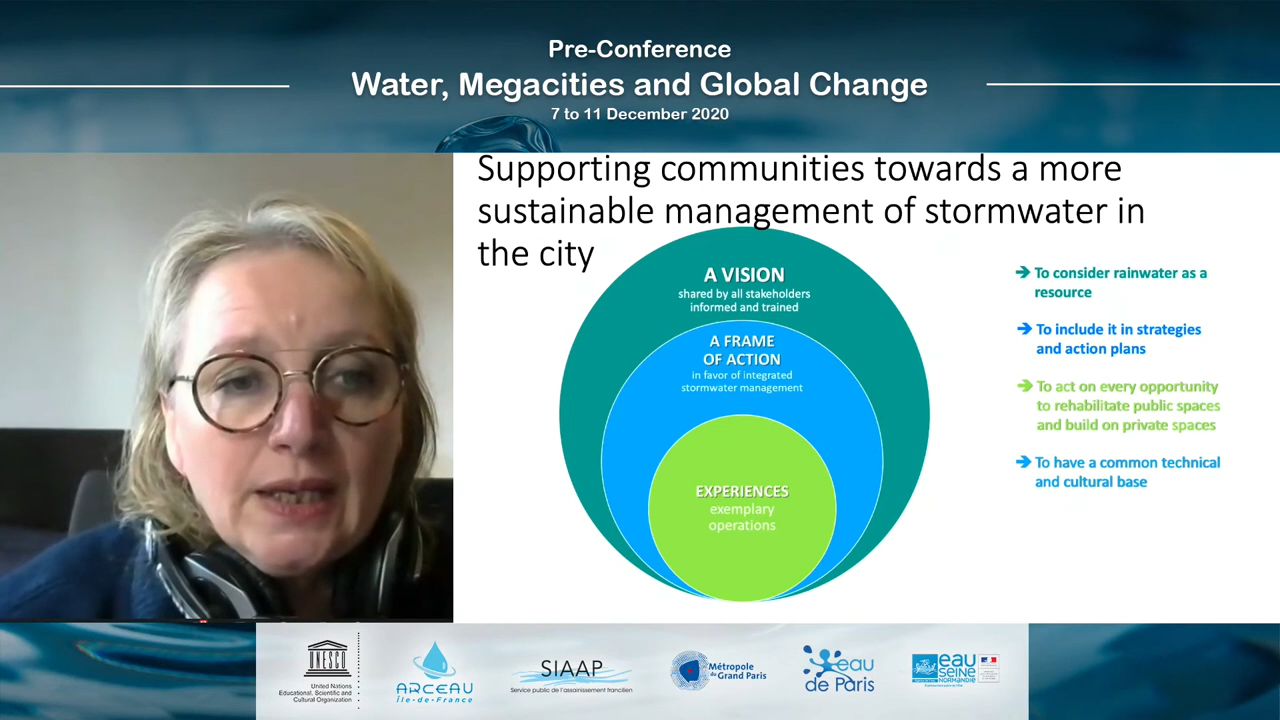 Pre-Conference
Water, Megacities and Global Change
7 to 11 December 2020
Supporting communities towards a more
sustainable management of stormwater in
the city
A VISION
shared by all stakeholders
informed and trained
A FRAME
OF ACTION
in favor of integrated
stormwater management
EXPERIENCES
exemplary
operations
➔ To consider rainwater as a
resource
➔ To include it in strategies
and action plans
➔ To act on every opportunity
to rehabilitate public spaces
and build on private spaces
➔ To have a common technical
and cultural base
UNESCO
United Nations
Educational, Scientific and
Cultural Organization
ARCEAU
Île-de-France
SIAAP
Service public de l'assainissement francilien
Métropole
du Grand Paris
eau
de Paris
eau
SEINE
NORMANDIE